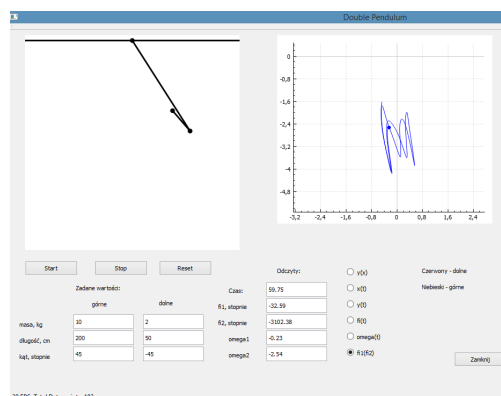 Double Pendulum
0
-0,8
-1,6
-2,4
-3,2
-4
-4,8
-3,2 -2,4 -1,6 -0,8 0 0,8 1,6 2,4
Start Stop Reset
Zadane wartości:
górne dolne
masa, kg 10 2
długość, cm 200 50
kąt, stopnie 45 -45
Odczyty:
Czas: 59.75
fi1, stopnie -32.59
fi2, stopnie -3102.38
omega1 -0.23
omega2 -2.54
y(x)
x(t)
y(t)
fi(t)
omega(t)
fi1(fi2)
Czerwony - dolne
Niebieski - górne
Zamknij